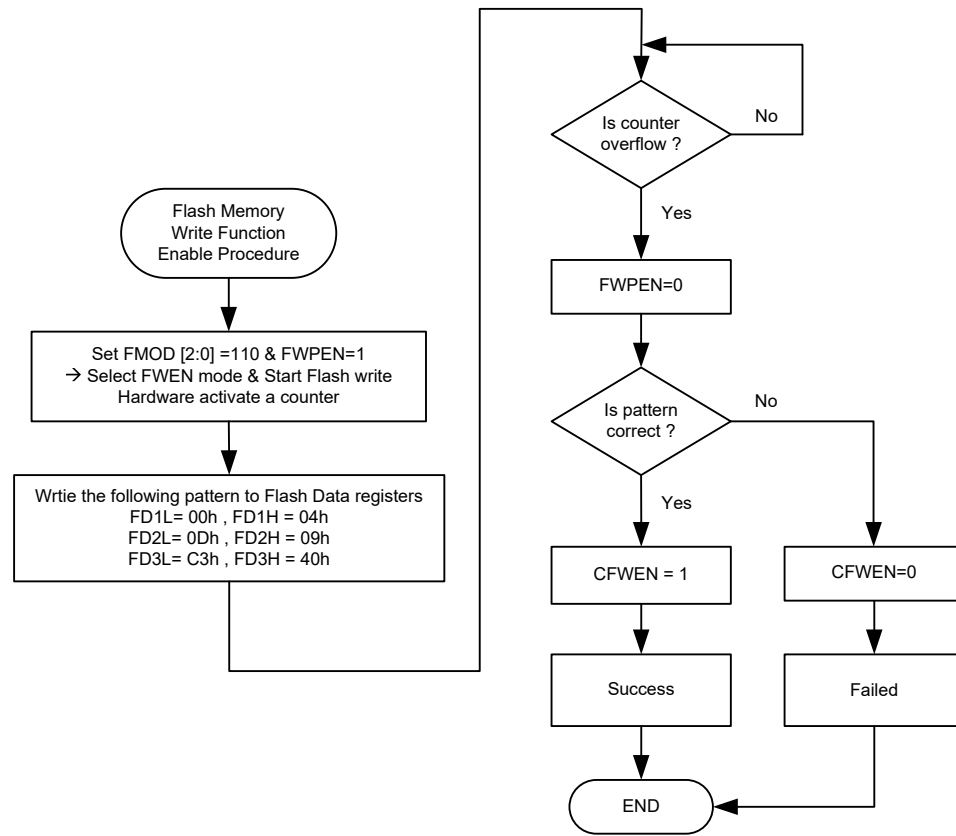 Flash Memory
Write Function
Enable Procedure
Set FMOD [2:0] =110 & FWPEN=1
→ Select FWEN mode & Start Flash write
Hardware activate a counter
Wrtie the following pattern to Flash Data registers
FD1L= 00h , FD1H = 04h
FD2L= 0Dh , FD2H = 09h
FD3L= C3h , FD3H = 40h
Is counter
overflow ?
No
Yes
FWPEN=0
Is pattern
correct ?
No
Yes
CFWEN = 1
CFWEN=0
Success
Failed
END